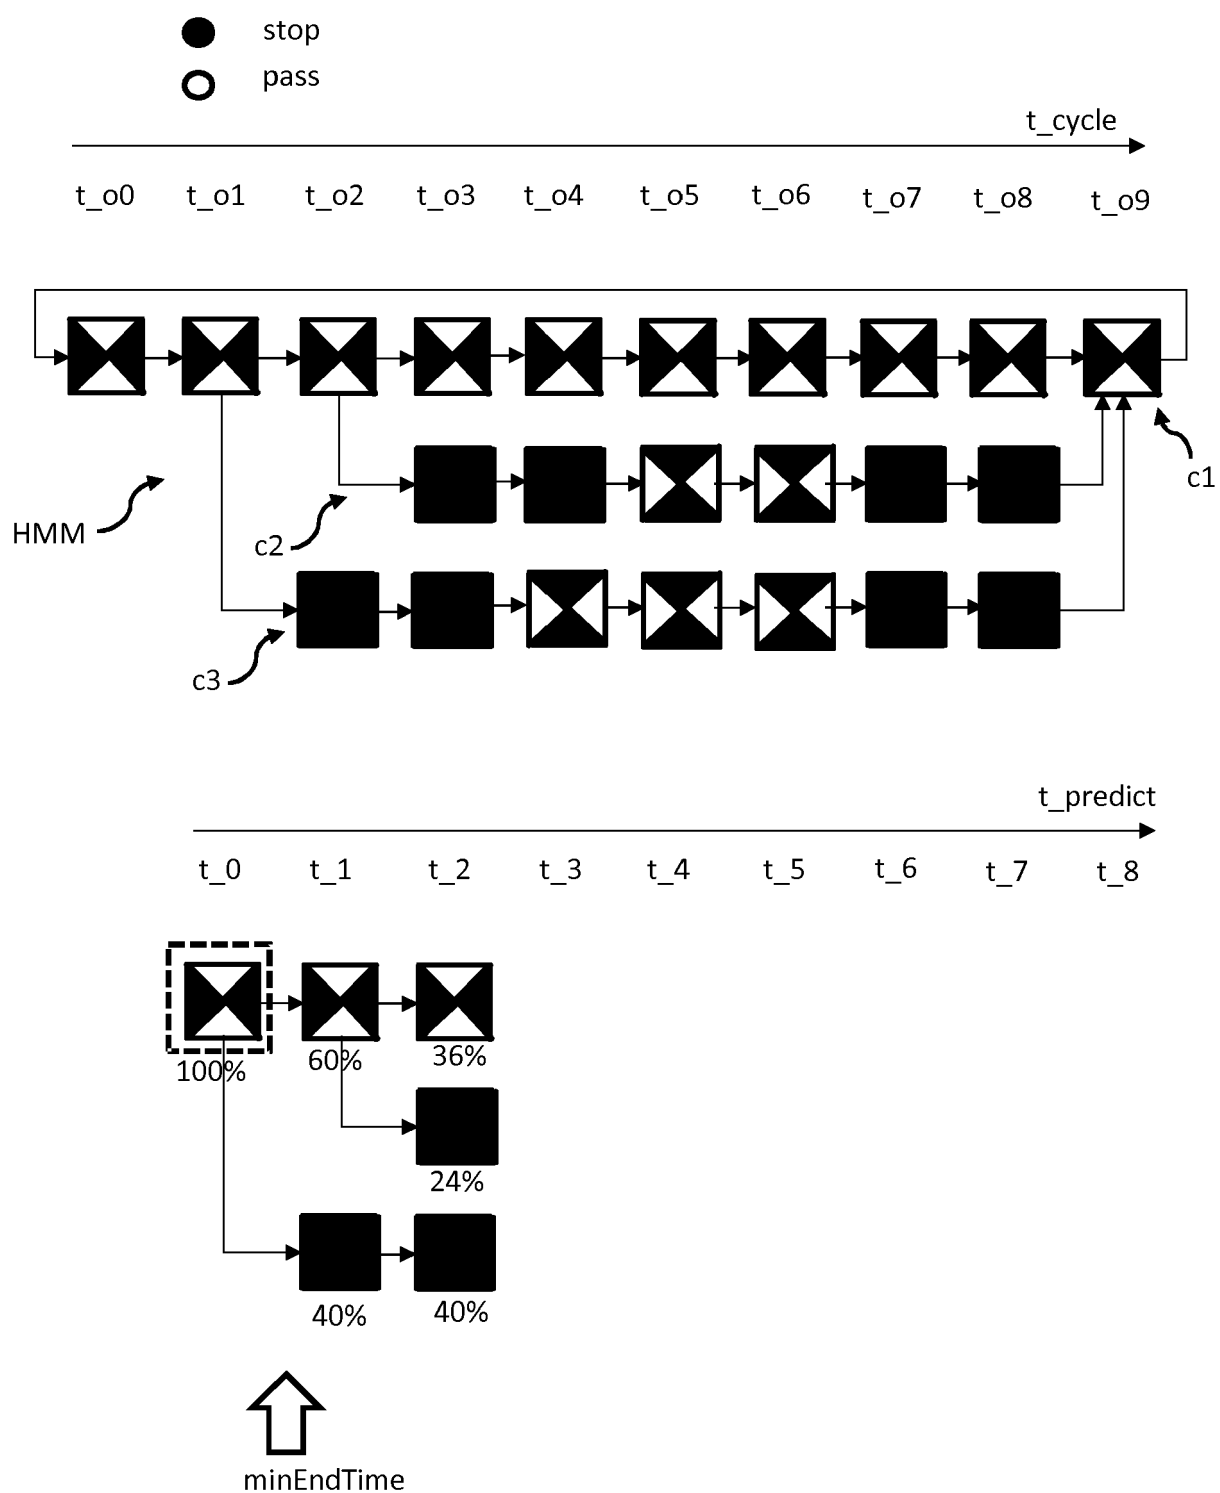 stop
pass
t_cycle
t_o0 t_o1 t_o2 t_o3 t_o4 t_o5 t_o6 t_o7 t_o8 t_o9
c1
HMM
c2
c3
t_predict
t_0 t_1 t_2 t_3 t_4 t_5 t_6 t_7 t_8
100% 60% 36%
24%
40% 40%
minEndTime